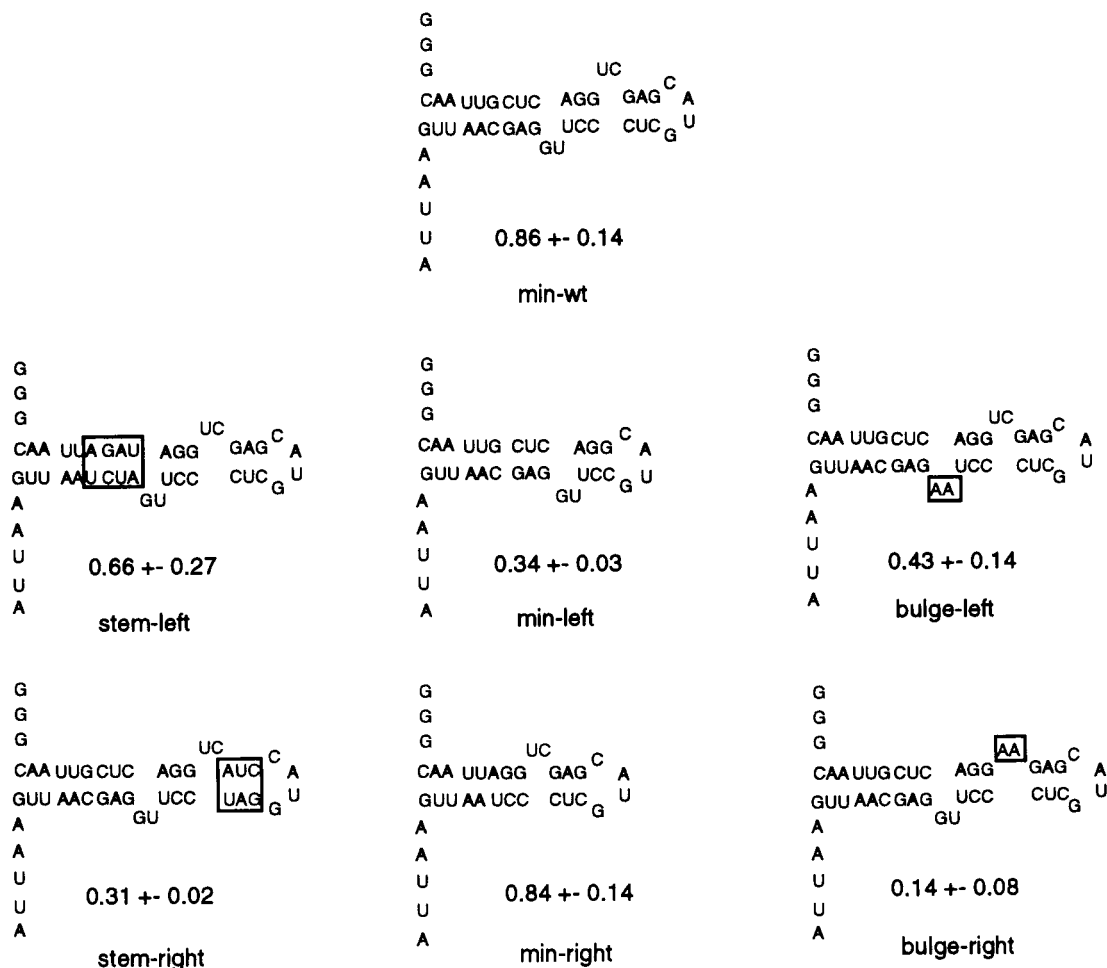 G
G
G
UC
C
CAA UUG CUC AGG GAG A
GUU AAC GAG UCC CUC G U
GU
A
A
U
U
A
0.86 +- 0.14
min-wt
G
G
G
UC
C
CAA UU A GAU AGG GAG A
GUU AA U CUA UCC CUC G U
GU
A
A
U
U
A
0.66 +- 0.27
stem-left
G
G
G
C
CAA UUG CUC AGG A
GUU AAC GAG UCC G U
GU
A
A
U
U
A
0.34 +- 0.03
min-left
G
G
G
UC
C
CAA UUG CUC AGG GAG A
GUU AAC GAG UCC CUC G U
AA
A
A
U
U
A
0.43 +- 0.14
bulge-left
G
G
G
UC
C
CAA UUG CUC AGG AUC A
GUU AAC GAG UCC UAG G U
GU
A
A
U
U
A
0.31 +- 0.02
stem-right
G
G
G
UC
C
CAA UUAGG GAG A
GUU AA UCC CUC G U
A
A
U
U
A
0.84 +- 0.14
min-right
G
G
G
AA
C
CAA UUG CUC AGG GAG A
GUU AAC GAG UCC CUC G U
GU
A
A
U
U
A
0.14 +- 0.08
bulge-right